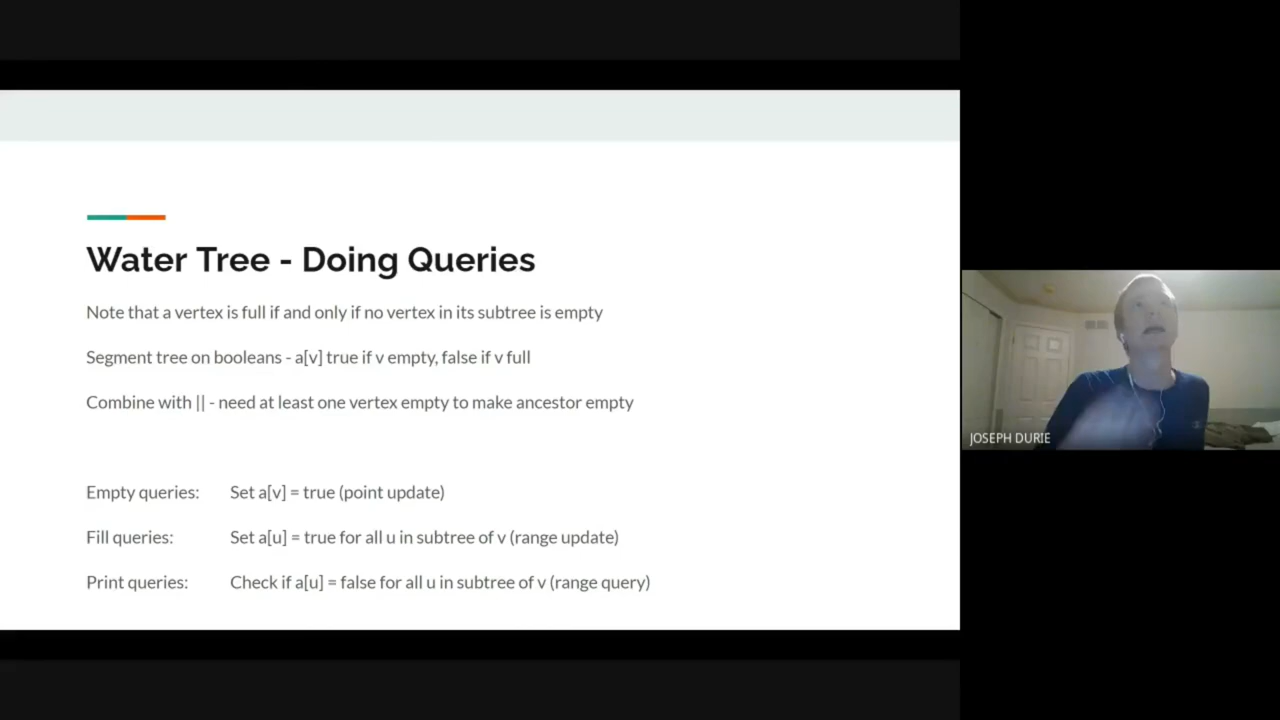 Water Tree - Doing Queries
Note that a vertex is full if and only if no vertex in its subtree is empty
Segment tree on booleans - a[v] true if v empty, false if v full
Combine with || - need at least one vertex empty to make ancestor empty
Empty queries: Set a[v] = true (point update)
Fill queries: Set a[u] = true for all u in subtree of v (range update)
Print queries: Check if a[u] = false for all u in subtree of v (range query)
JOSEPH DURIE